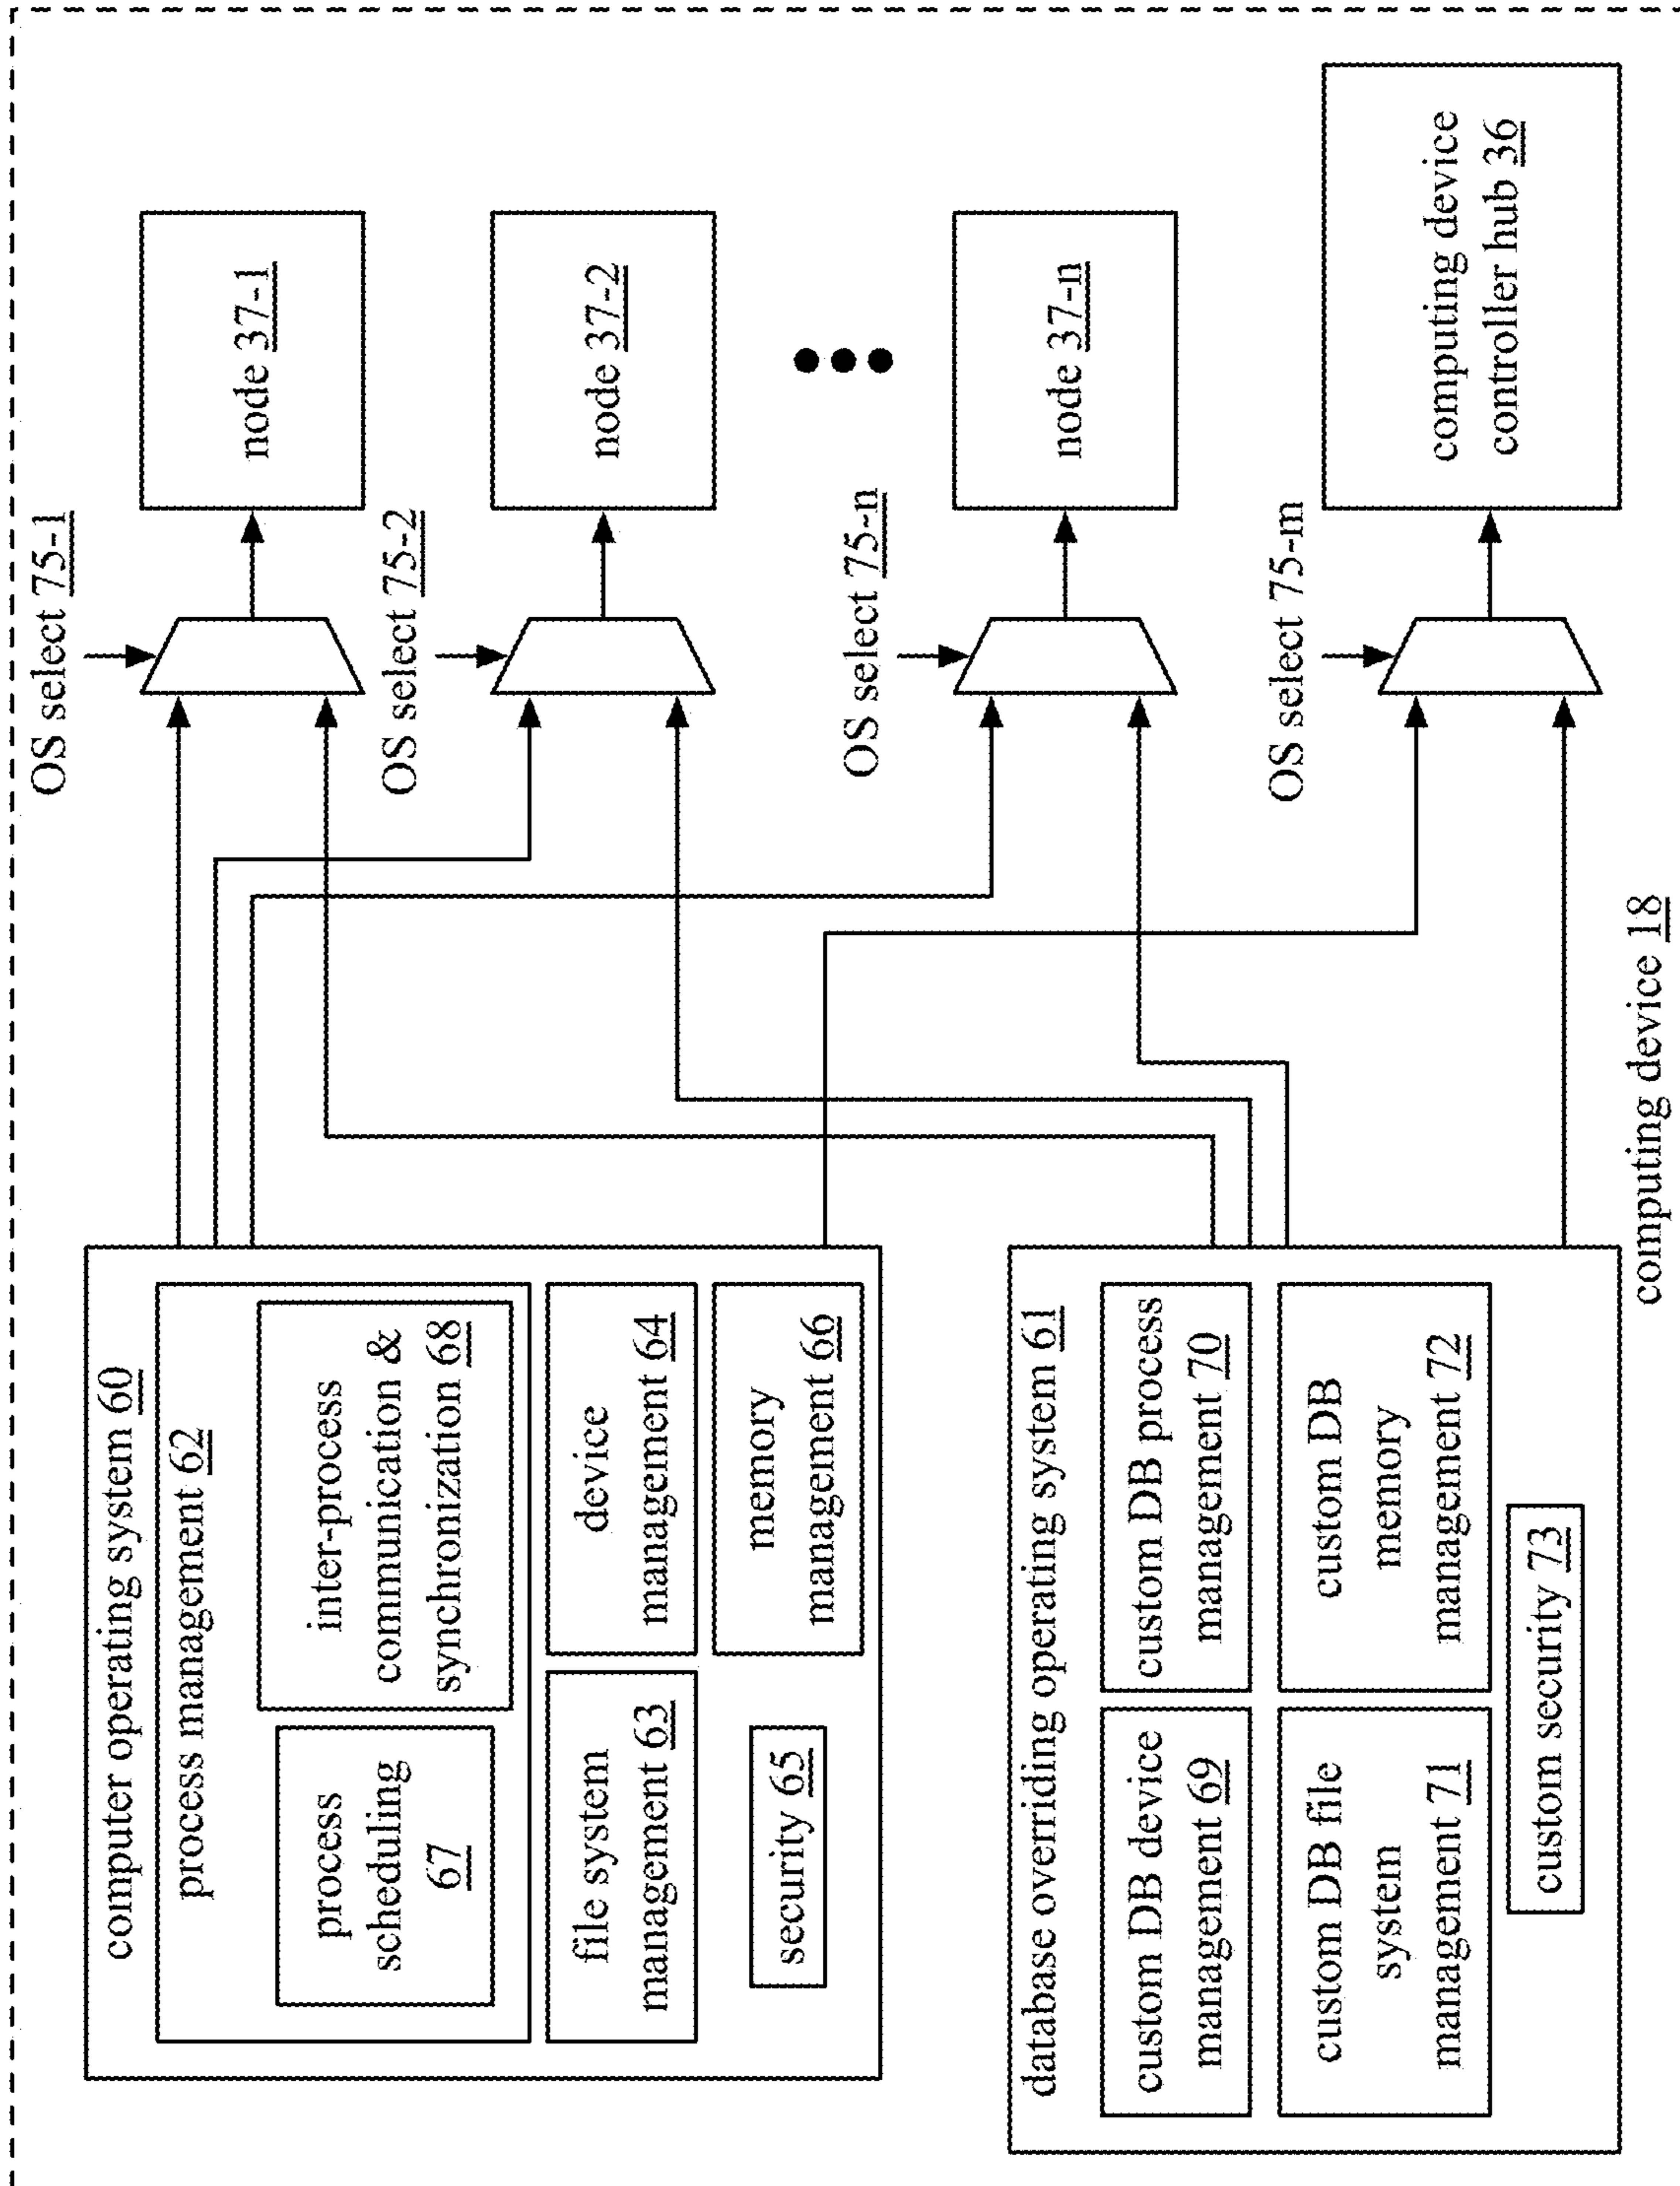 computer operating system 60
process management 62
process
scheduling
67
inter-process
communication &
synchronization 68
file system
management 63
device
management 64
security 65
memory
management 66
database overriding operating system 61
custom DB device
management 69
custom DB process
management 70
custom DB file
system
management 71
custom DB
memory
management 72
custom security 73
OS select 75-1
node 37-1
OS select 75-2
node 37-2
OS select 75-n
node 37-n
OS select 75-m
computing device
controller hub 36
computing device 18